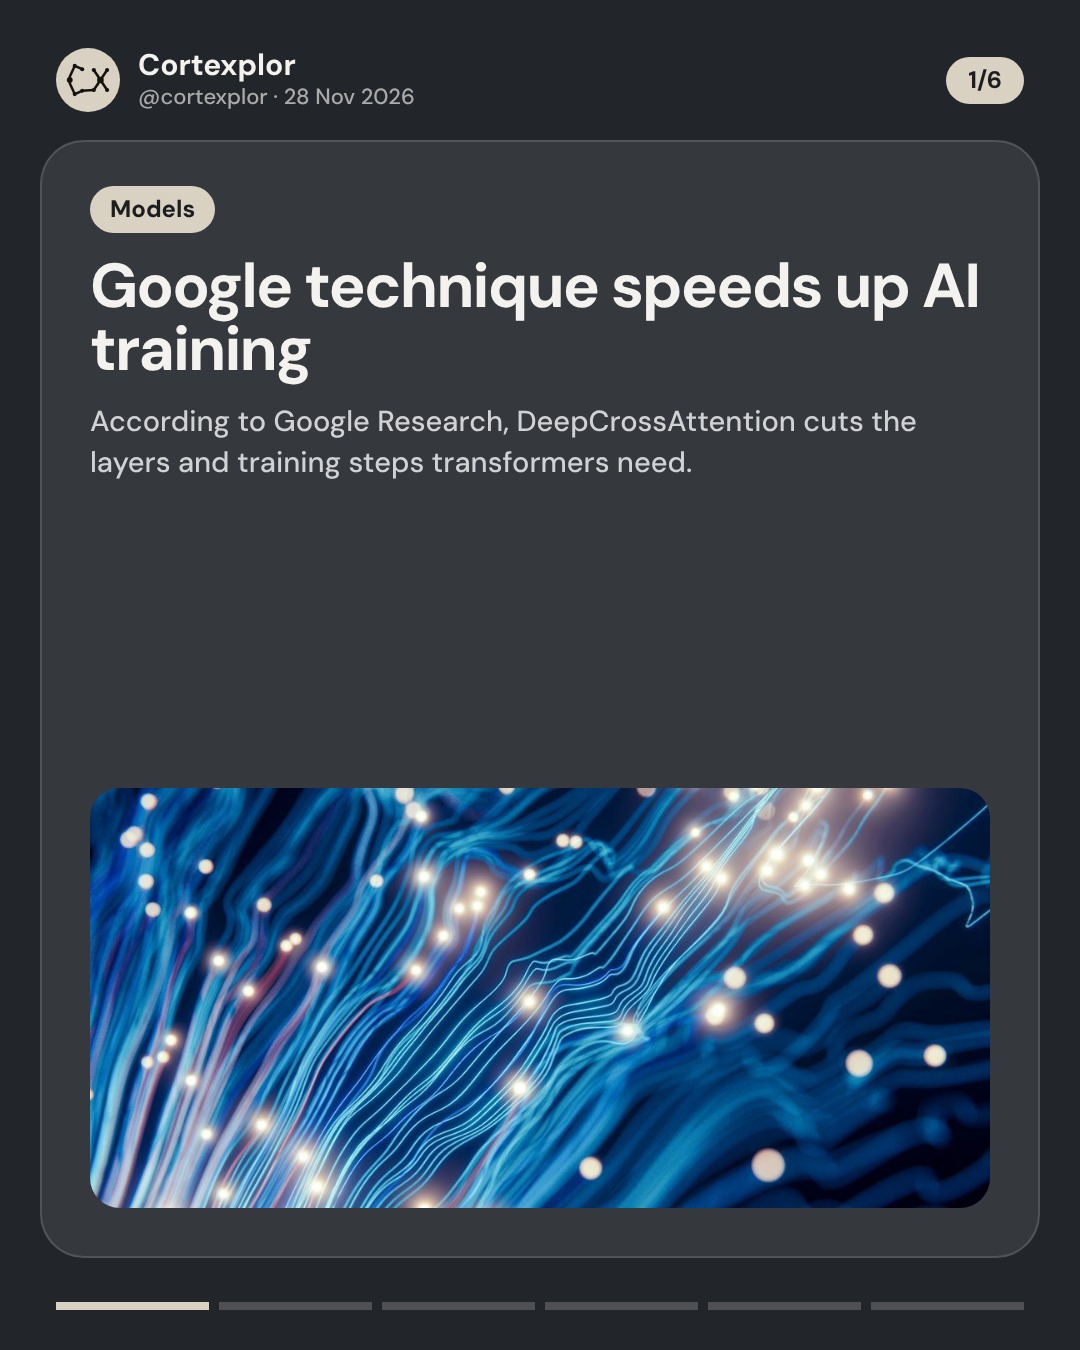 Cortexplor
@cortexplor · 28 Nov 2026
1/6
Models
Google technique speeds up AI
training
According to Google Research, DeepCrossAttention cuts the
layers and training steps transformers need.